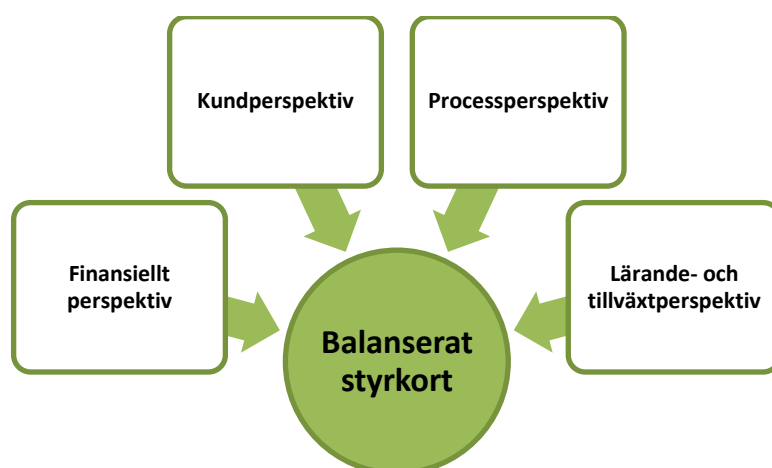 Kundperspektiv
Processperspektiv
Finansiellt
perspektiv
Lärande- och
tillväxtperspektiv
Balanserat
styrkort